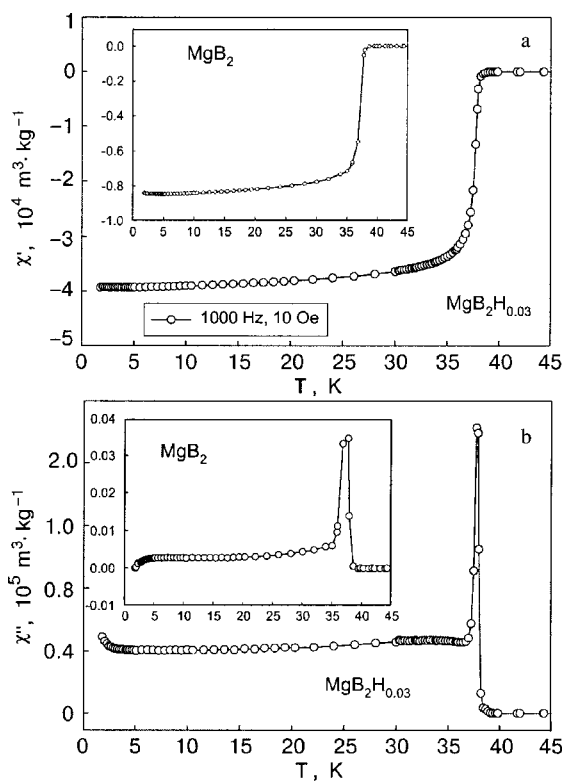 a
1
0
−1
−2
−3
−4
−5
χ', 10⁴ m³·kg⁻¹
MgB₂
0.0
−0.2
−0.4
−0.6
−0.8
−1.0
0 5 10 15 20 25 30 35 40 45
MgB₂H₀.₀₃
1000 Hz, 10 Oe
0 5 10 15 20 25 30 35 40 45
T , K
b
2.0
1.0
0.8
0.4
0
χ'', 10⁵ m³·kg⁻¹
MgB₂
0.04
0.03
0.02
0.01
0.00
-0.01
0 5 10 15 20 25 30 35 40 45
MgB₂H₀.₀₃
0 5 10 15 20 25 30 35 40 45
T , K